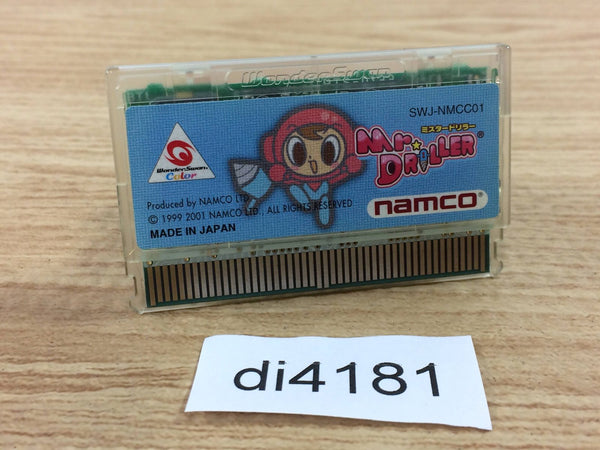 WonderSwan
SWJ-NMCC01
ミスタードリラー
Mr. DRILLER®
WonderSwan
Color
Produced by NAMCO LTD.
© 1999 2001 NAMCO LTD., ALL RIGHTS RESERVED
MADE IN JAPAN
namco
di4181